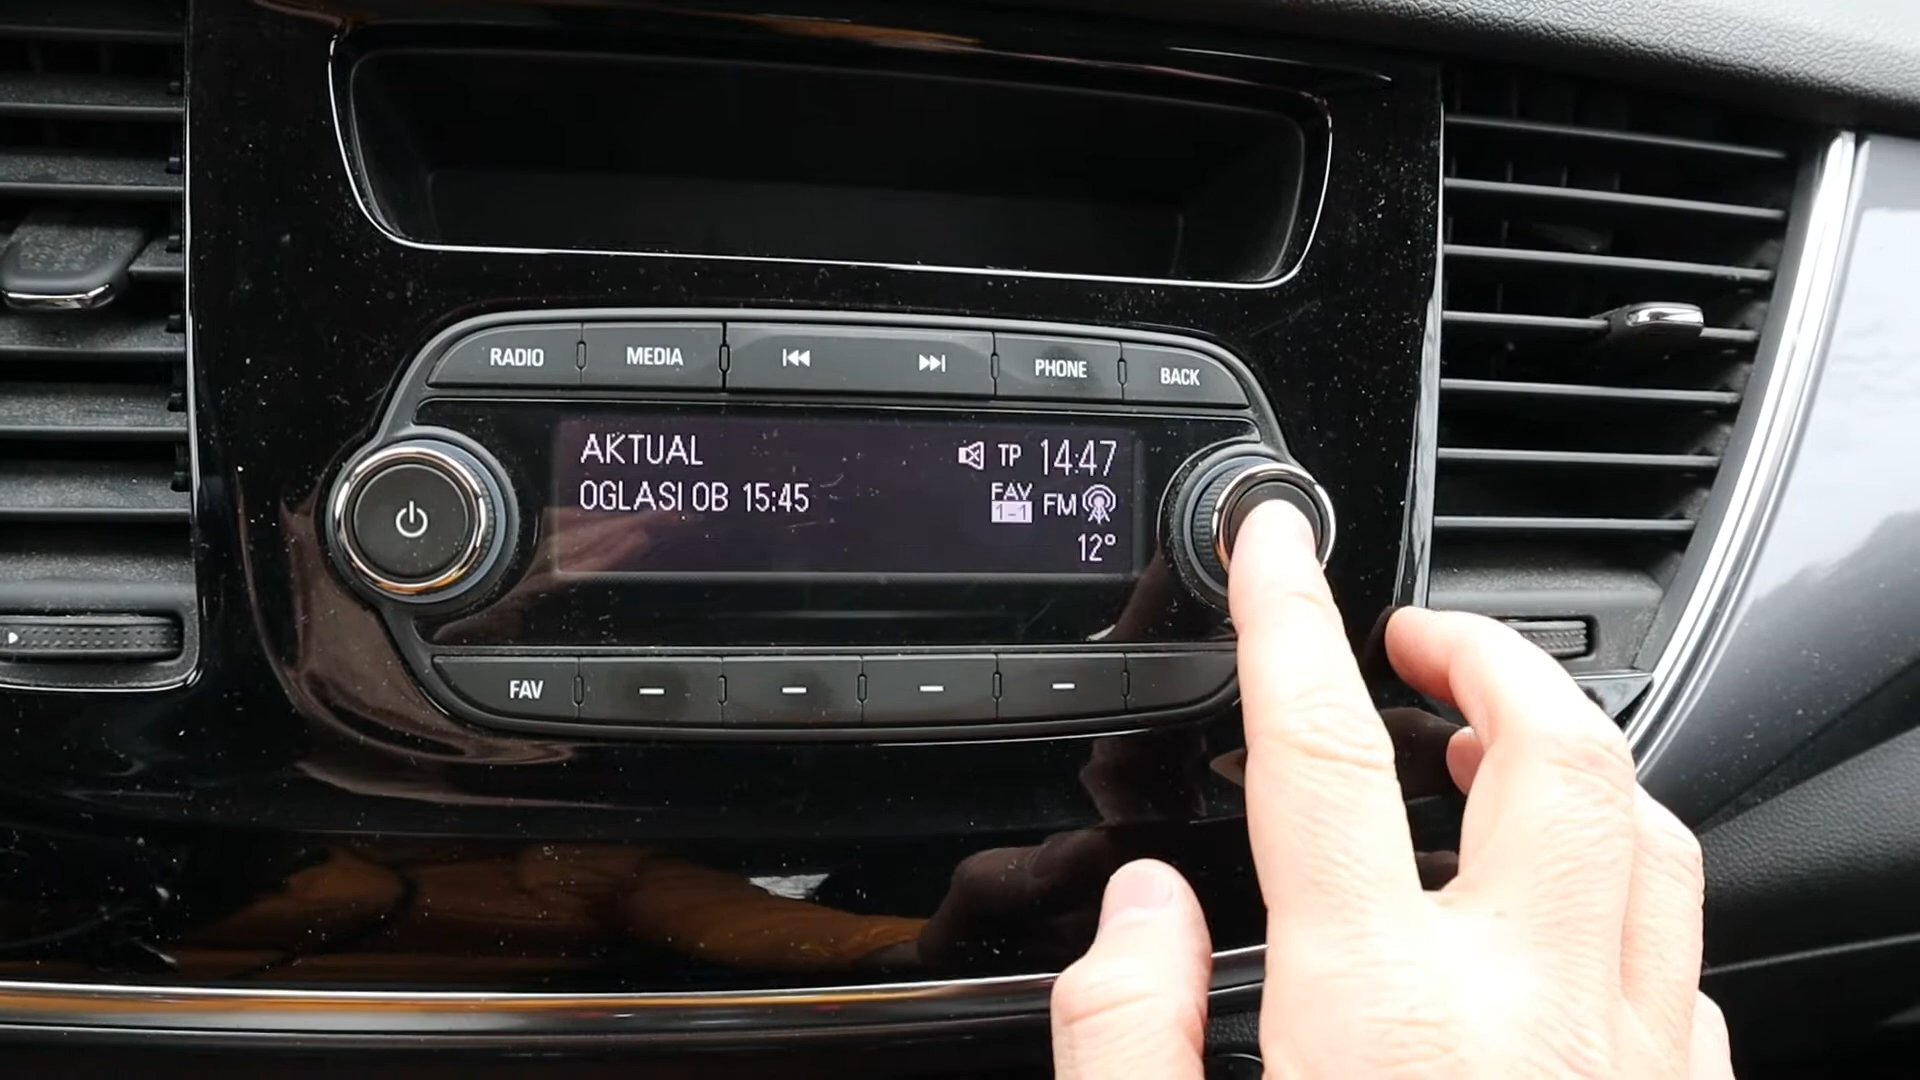 RADIO MEDIA PHONE BACK
AKTUAL TP 14:47
OGLASI OB 15:45 FAV 1-1 FM
12°
FAV